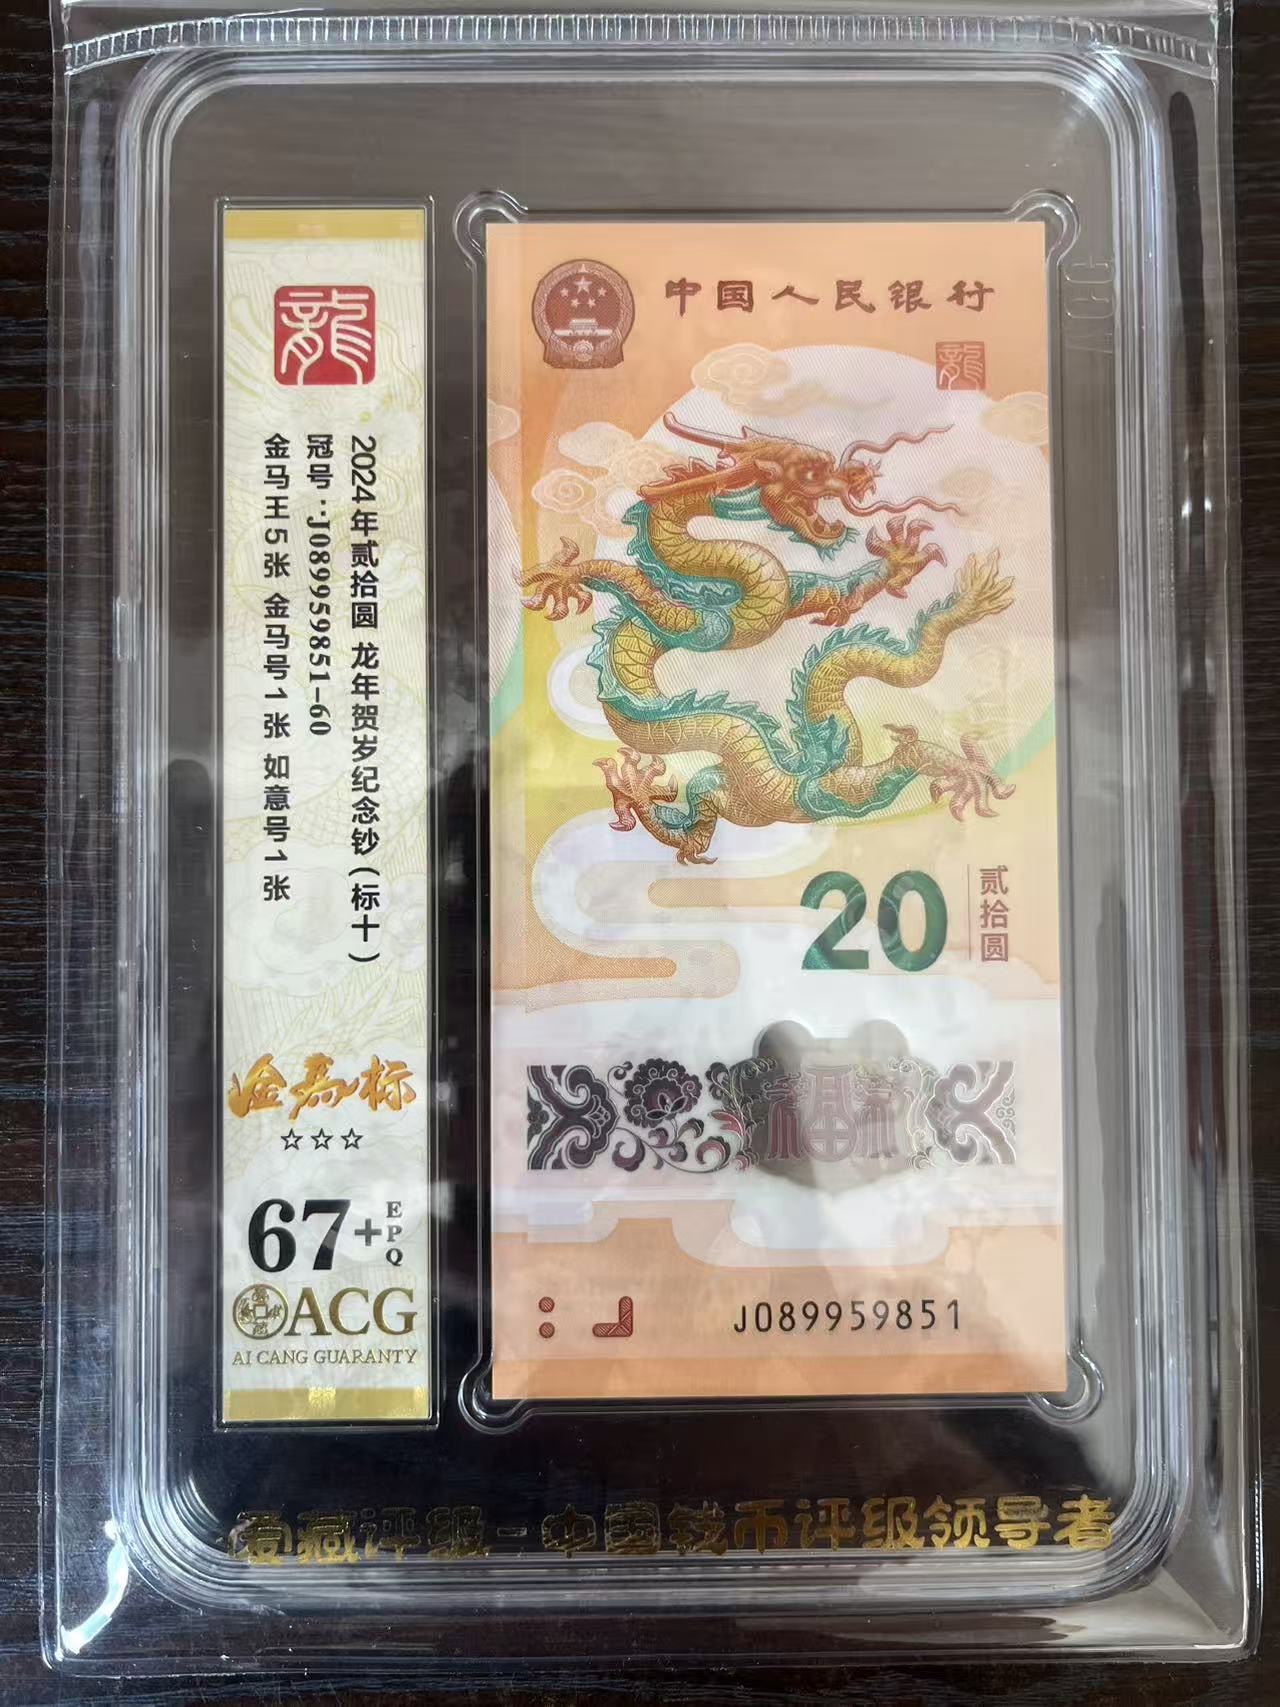 龍
2024年贰拾圆 龙年贺岁纪念钞(标十)
冠号:J089959851-60
金马王5张 金马号1张 如意号1张
金马标
☆☆☆
67+EPQ
ACG
AI CANG GUARANTY
中国人民银行
龍
20
贰拾圆
福
J089959851
爱藏评级-中国钱币评级领导者